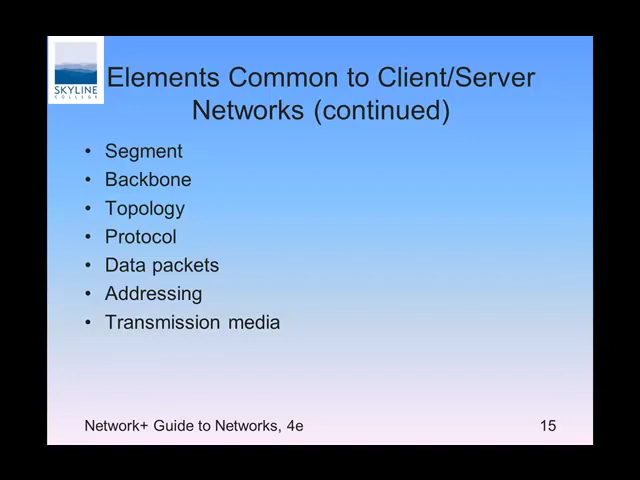 SKYLINE
COLLEGE
Elements Common to Client/Server
Networks (continued)
• Segment
• Backbone
• Topology
• Protocol
• Data packets
• Addressing
• Transmission media
Network+ Guide to Networks, 4e
15